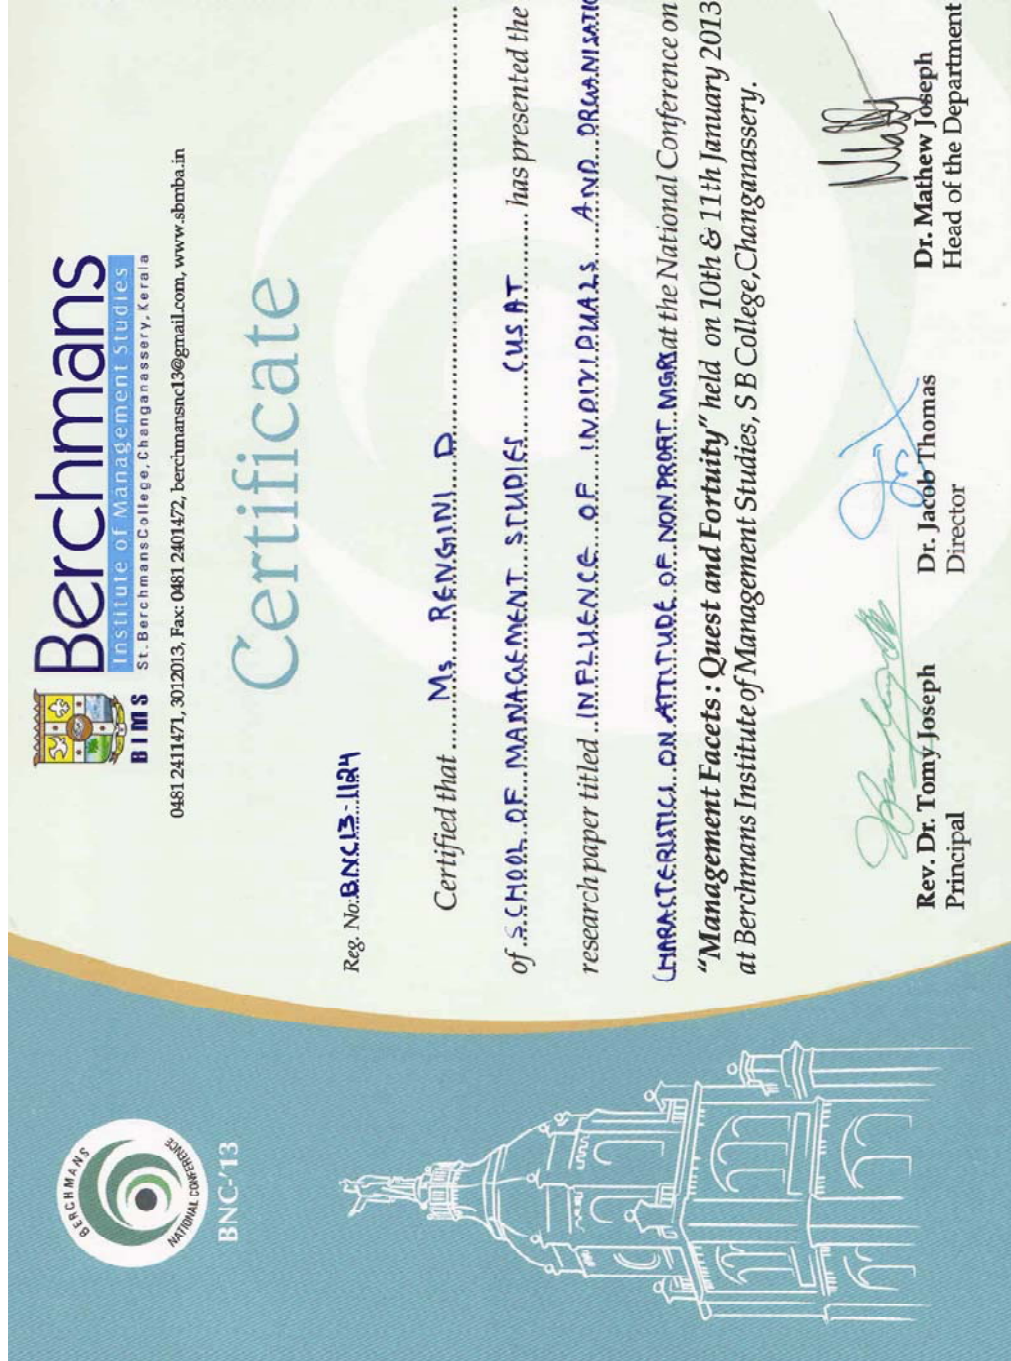 BERCHMANS
NATIONAL CONFERENCE
BNC-'13
Berchmans
Institute of Management Studies
BIMS St. Berchmans College, Changanassery, Kerala
0481 2411471, 3012013, Fax: 0481 2401472, berchmansnc13@gmail.com, www.sbmba.in
Certificate
Reg. No: BNC13-1124
Certified that Ms RENGINI D
of SCHOOL OF MANAGEMENT STUDIES CUSAT has presented the
research paper titled INFLUENCE OF INDIVIDUALS AND ORGANISATIO
CHARACTERISTICS ON ATTITUDE OF NONPROFIT MGRS at the National Conference on
"Management Facets : Quest and Fortuity" held on 10th & 11th January 2013
at Berchmans Institute of Management Studies, S B College, Changanassery.
Rev. Dr. Tomy Joseph
Principal
Dr. Jacob Thomas
Director
Dr. Mathew Joseph
Head of the Department